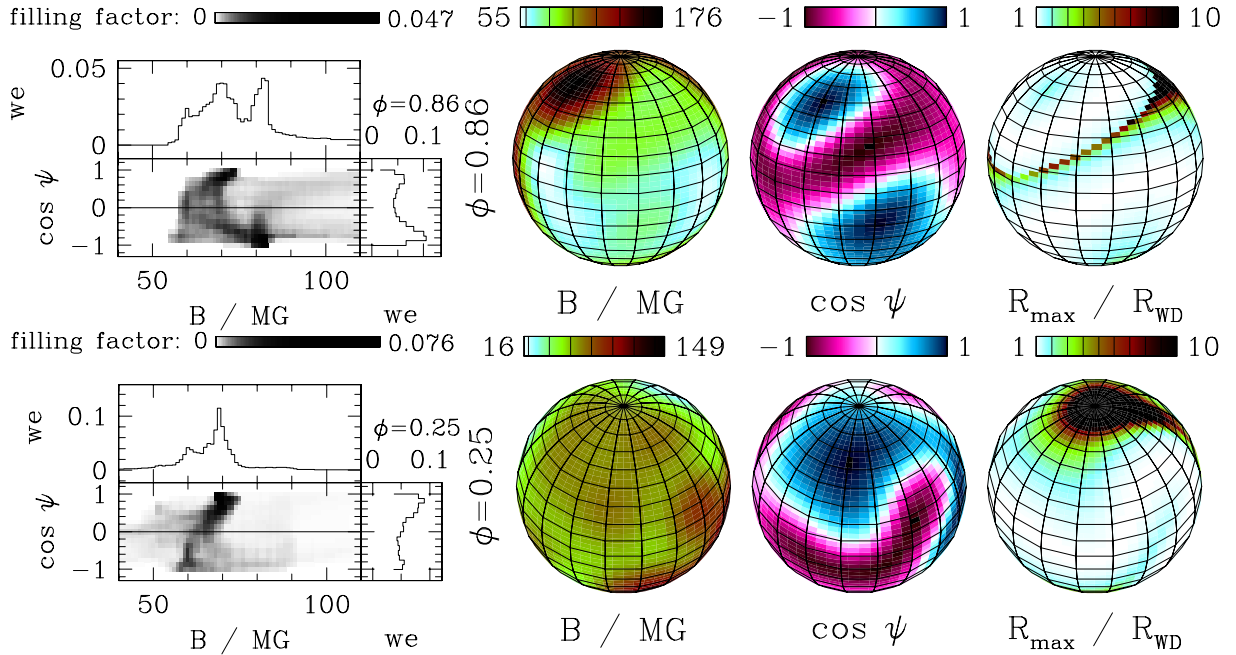 filling factor: 0 0.047
55 176
−1 1
1 10
0.05
we
0
φ=0.86
0 0.1
1
cos ψ
0
−1
50 100
B / MG we
φ=0.86
B / MG
cos ψ
R_max / R_WD
filling factor: 0 0.076
16 149
−1 1
1 10
0.1
we
0
φ=0.25
0 0.1
1
cos ψ
0
−1
50 100
B / MG we
φ=0.25
B / MG
cos ψ
R_max / R_WD